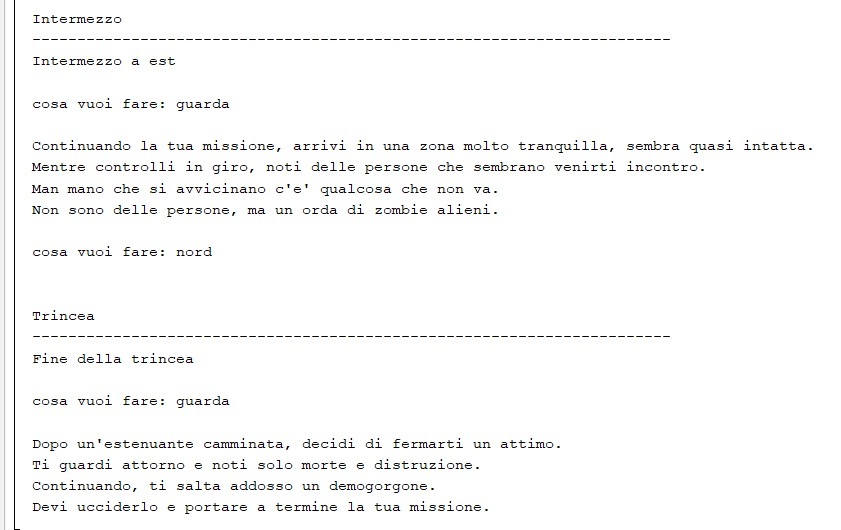 Intermezzo
------------------------------------------------------------------------
Intermezzo a est
cosa vuoi fare: guarda
Continuando la tua missione, arrivi in una zona molto tranquilla, sembra quasi intatta.
Mentre controlli in giro, noti delle persone che sembrano venirti incontro.
Man mano che si avvicinano c'e' qualcosa che non va.
Non sono delle persone, ma un orda di zombie alieni.
cosa vuoi fare: nord
Trincea
------------------------------------------------------------------------
Fine della trincea
cosa vuoi fare: guarda
Dopo un'estenuante camminata, decidi di fermarti un attimo.
Ti guardi attorno e noti solo morte e distruzione.
Continuando, ti salta addosso un demogorgone.
Devi ucciderlo e portare a termine la tua missione.